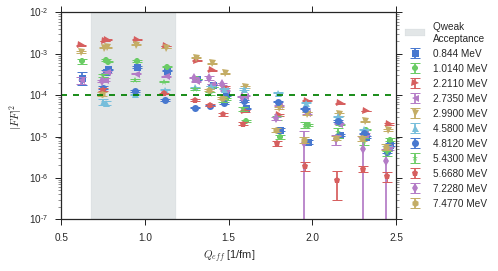 10^-2
10^-3
10^-4
10^-5
10^-6
10^-7
|FF|^2
0.5 1.0 1.5 2.0 2.5
Q_eff [1/fm]
Qweak
Acceptance
0.844 MeV
1.0140 MeV
2.2110 MeV
2.7350 MeV
2.9900 MeV
4.5800 MeV
4.8120 MeV
5.4300 MeV
5.6680 MeV
7.2280 MeV
7.4770 MeV